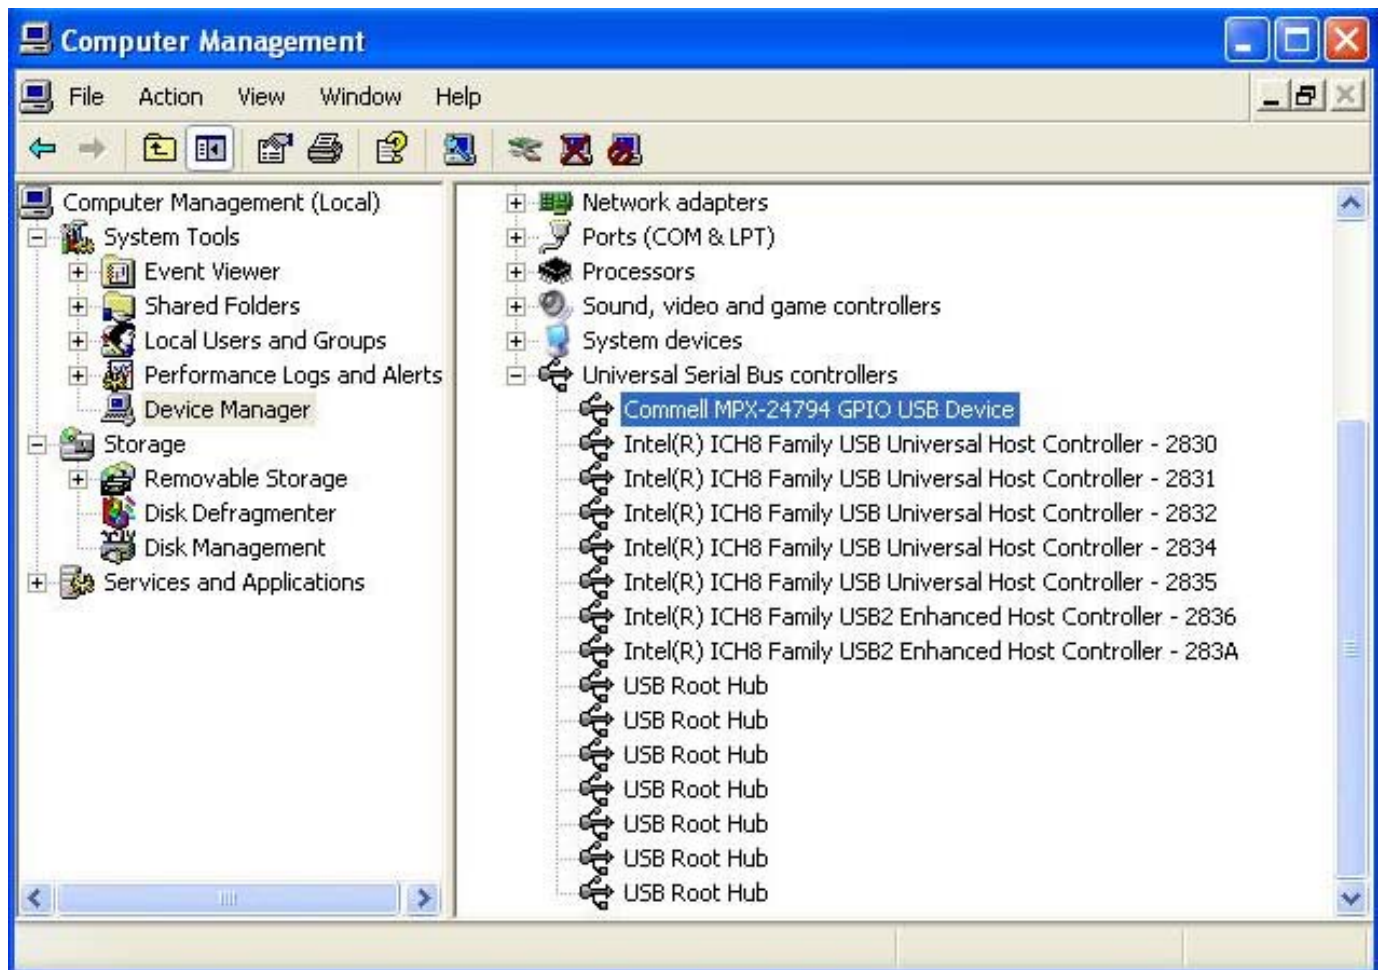 Computer Management
File Action View Window Help
Computer Management (Local)
System Tools
Event Viewer
Shared Folders
Local Users and Groups
Performance Logs and Alerts
Device Manager
Storage
Removable Storage
Disk Defragmenter
Disk Management
Services and Applications
Network adapters
Ports (COM & LPT)
Processors
Sound, video and game controllers
System devices
Universal Serial Bus controllers
Commell MPX-24794 GPIO USB Device
Intel(R) ICH8 Family USB Universal Host Controller - 2830
Intel(R) ICH8 Family USB Universal Host Controller - 2831
Intel(R) ICH8 Family USB Universal Host Controller - 2832
Intel(R) ICH8 Family USB Universal Host Controller - 2834
Intel(R) ICH8 Family USB Universal Host Controller - 2835
Intel(R) ICH8 Family USB2 Enhanced Host Controller - 2836
Intel(R) ICH8 Family USB2 Enhanced Host Controller - 283A
USB Root Hub
USB Root Hub
USB Root Hub
USB Root Hub
USB Root Hub
USB Root Hub
USB Root Hub